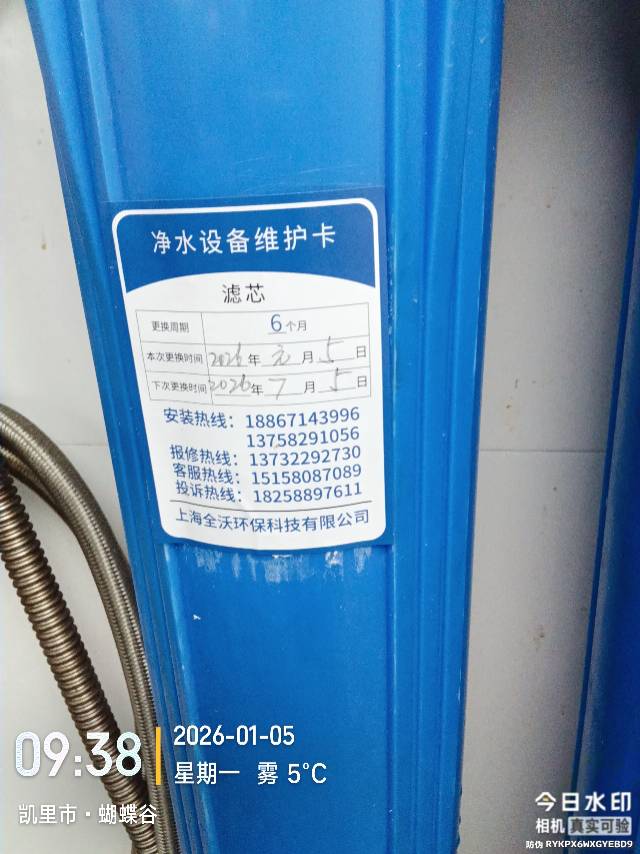 净水设备维护卡
滤芯
更换周期 6个月
本次更换时间 2026年 元月 5日
下次更换时间 2026年 7月 5日
安装热线：18867143996
13758291056
报修热线：13732292730
客服热线：15158087089
投诉热线：18258897611
上海全沃环保科技有限公司
09:38
2026-01-05
星期一 雾 5℃
凯里市·蝴蝶谷
今日水印
相机 真实可验
防伪 RYKPX6WXGYEBD9